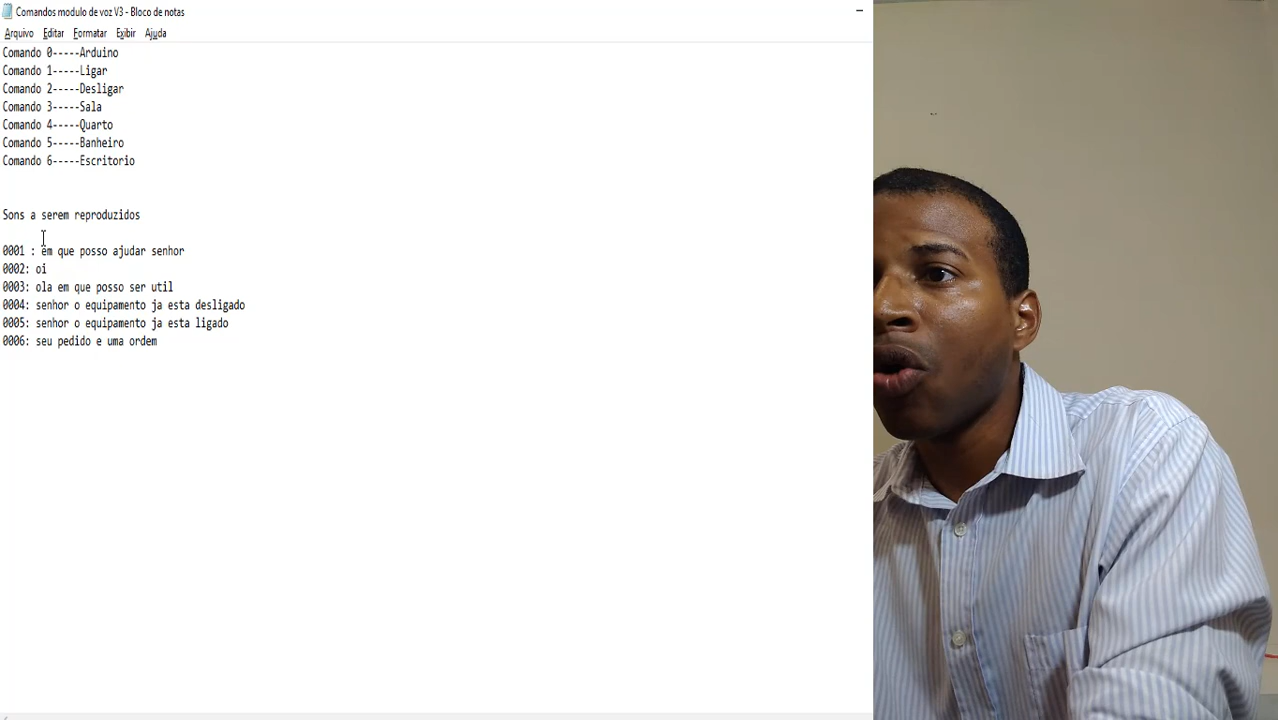 Comandos modulo de voz V3 - Bloco de notas
Arquivo Editar Formatar Exibir Ajuda
Comando 0-----Arduino
Comando 1-----Ligar
Comando 2-----Desligar
Comando 3-----Sala
Comando 4-----Quarto
Comando 5-----Banheiro
Comando 6-----Escritorio
Sons a serem reproduzidos
0001 : em que posso ajudar senhor
0002: oi
0003: ola em que posso ser util
0004: senhor o equipamento ja esta desligado
0005: senhor o equipamento ja esta ligado
0006: seu pedido e uma ordem